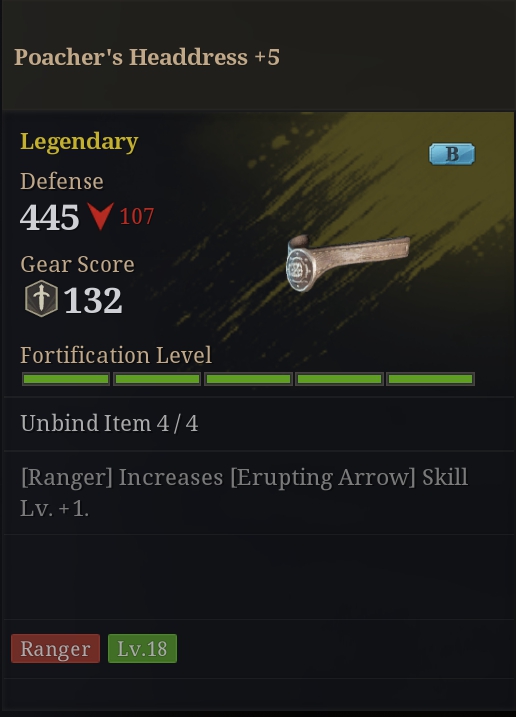 Poacher's Headdress +5
Legendary
B
Defense
445 107
Gear Score
132
Fortification Level
Unbind Item 4 / 4
[Ranger] Increases [Erupting Arrow] Skill
Lv. +1.
Ranger Lv.18